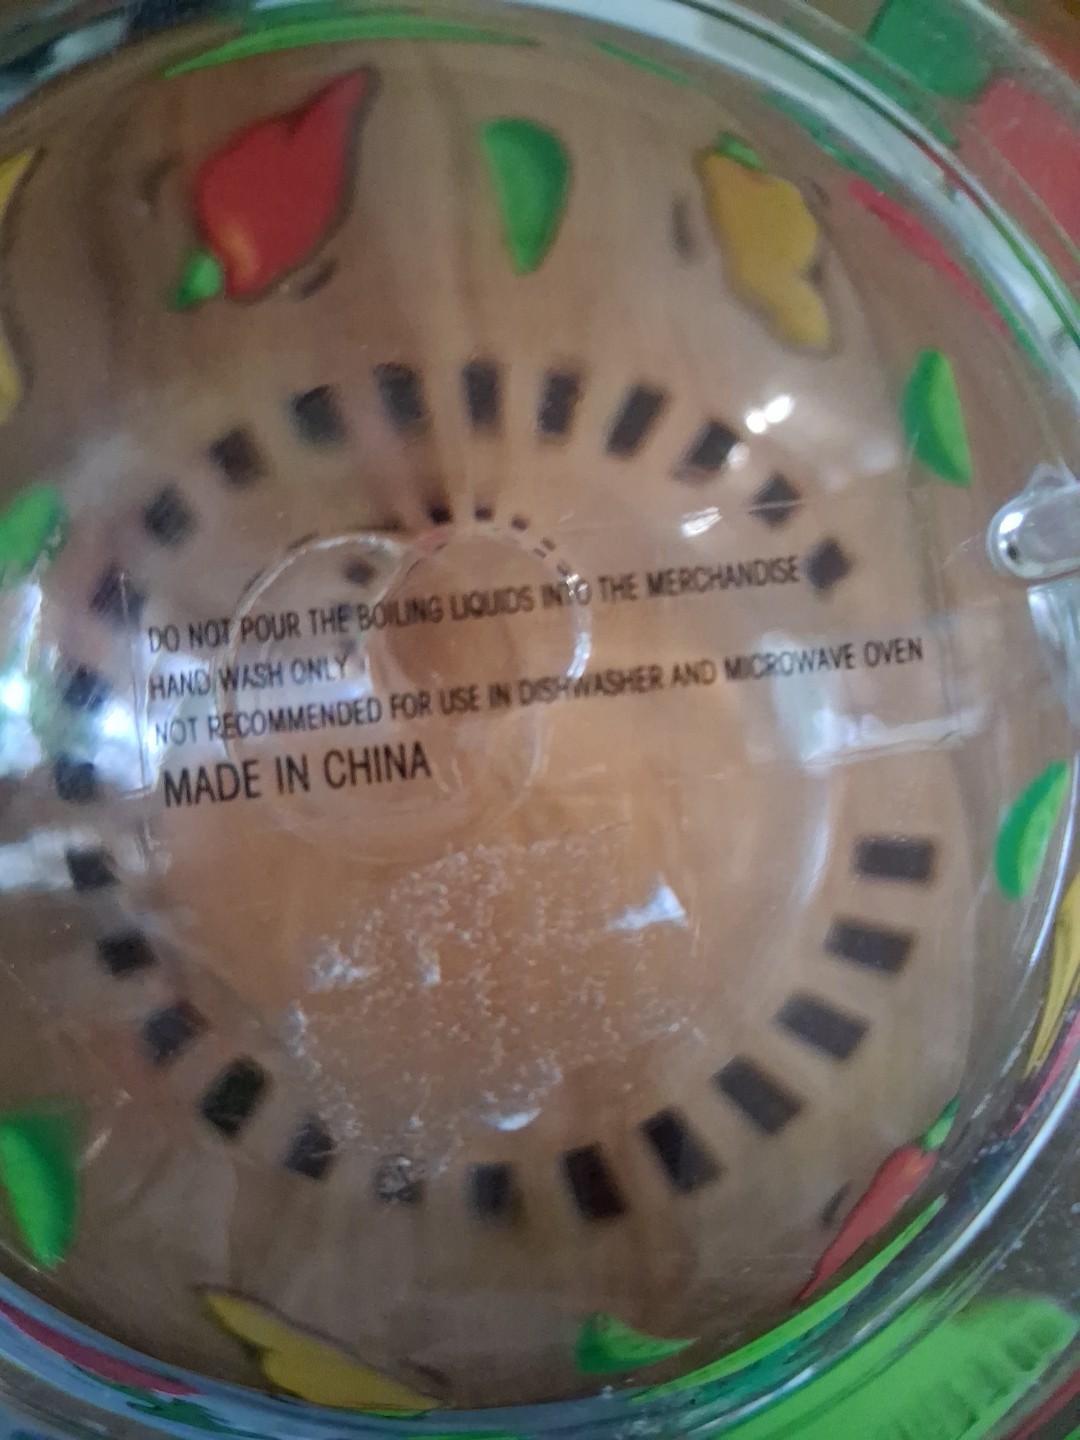 DO NOT POUR THE BOILING LIQUIDS INTO THE MERCHANDISE
HAND WASH ONLY
NOT RECOMMENDED FOR USE IN DISHWASHER AND MICROWAVE OVEN
MADE IN CHINA